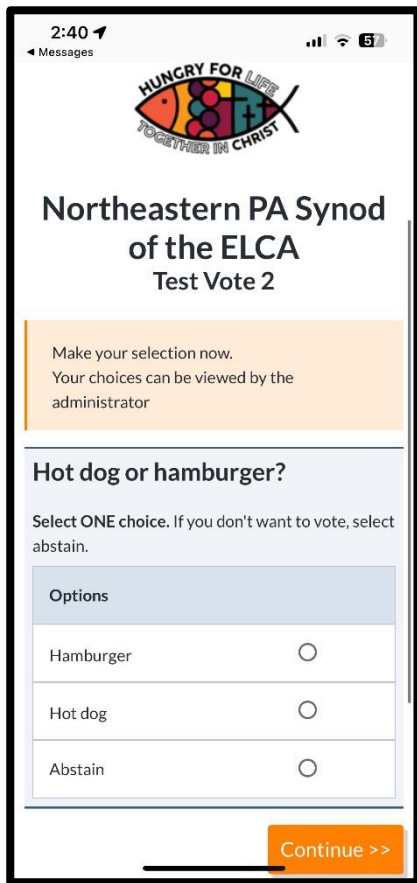 2:40
57
Messages
HUNGRY FOR LIFE
TOGETHER IN CHRIST
Northeastern PA Synod
of the ELCA
Test Vote 2
Make your selection now.
Your choices can be viewed by the
administrator
Hot dog or hamburger?
Select ONE choice. If you don't want to vote, select
abstain.
Options
Hamburger
Hot dog
Abstain
Continue >>